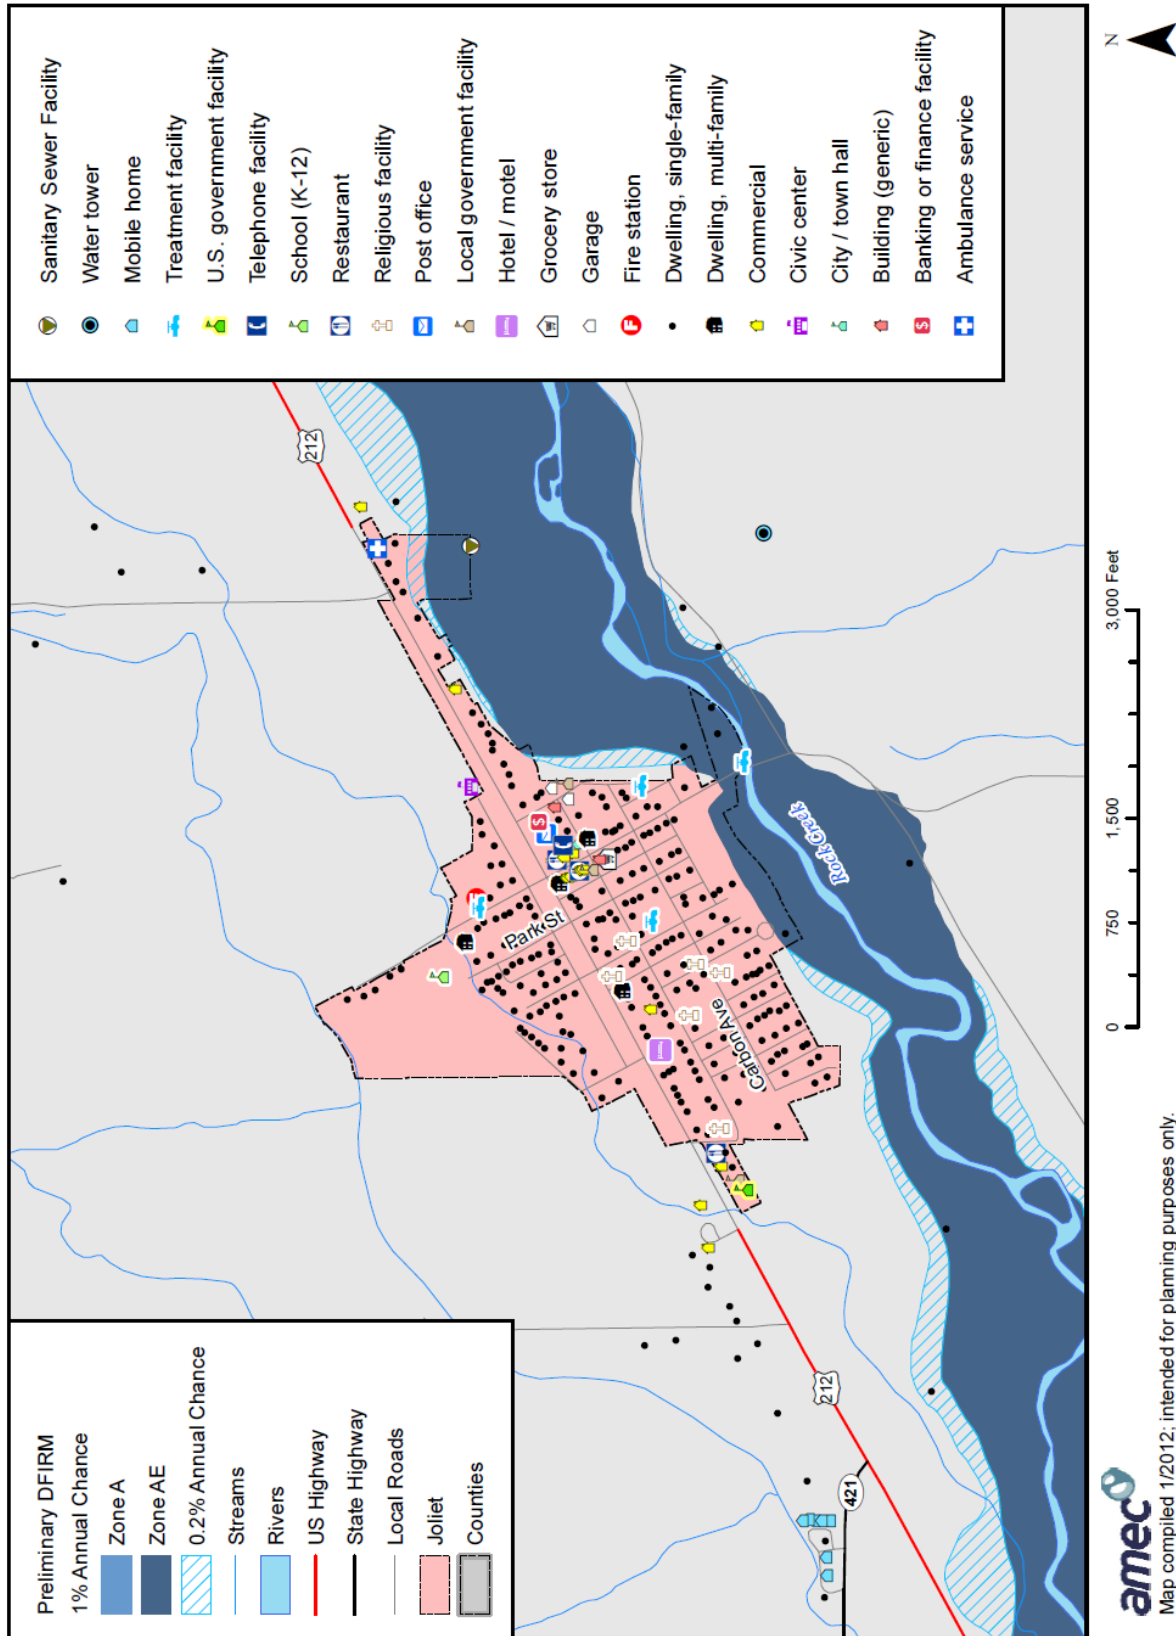 Preliminary DFIRM
1% Annual Chance
Zone A
Zone AE
0.2% Annual Chance
Streams
Rivers
US Highway
State Highway
Local Roads
Joliet
Counties
212
212
421
Park St
Carbon Ave
Rock Creek
Sanitary Sewer Facility
Water tower
Mobile home
Treatment facility
U.S. government facility
Telephone facility
School (K-12)
Restaurant
Religious facility
Post office
Local government facility
Hotel / motel
Grocery store
Garage
F Fire station
Dwelling, single-family
Dwelling, multi-family
Commercial
Civic center
City / town hall
Building (generic)
$ Banking or finance facility
Ambulance service
amec
Map compiled 1/2012; intended for planning purposes only.
0 750 1,500 3,000 Feet
N